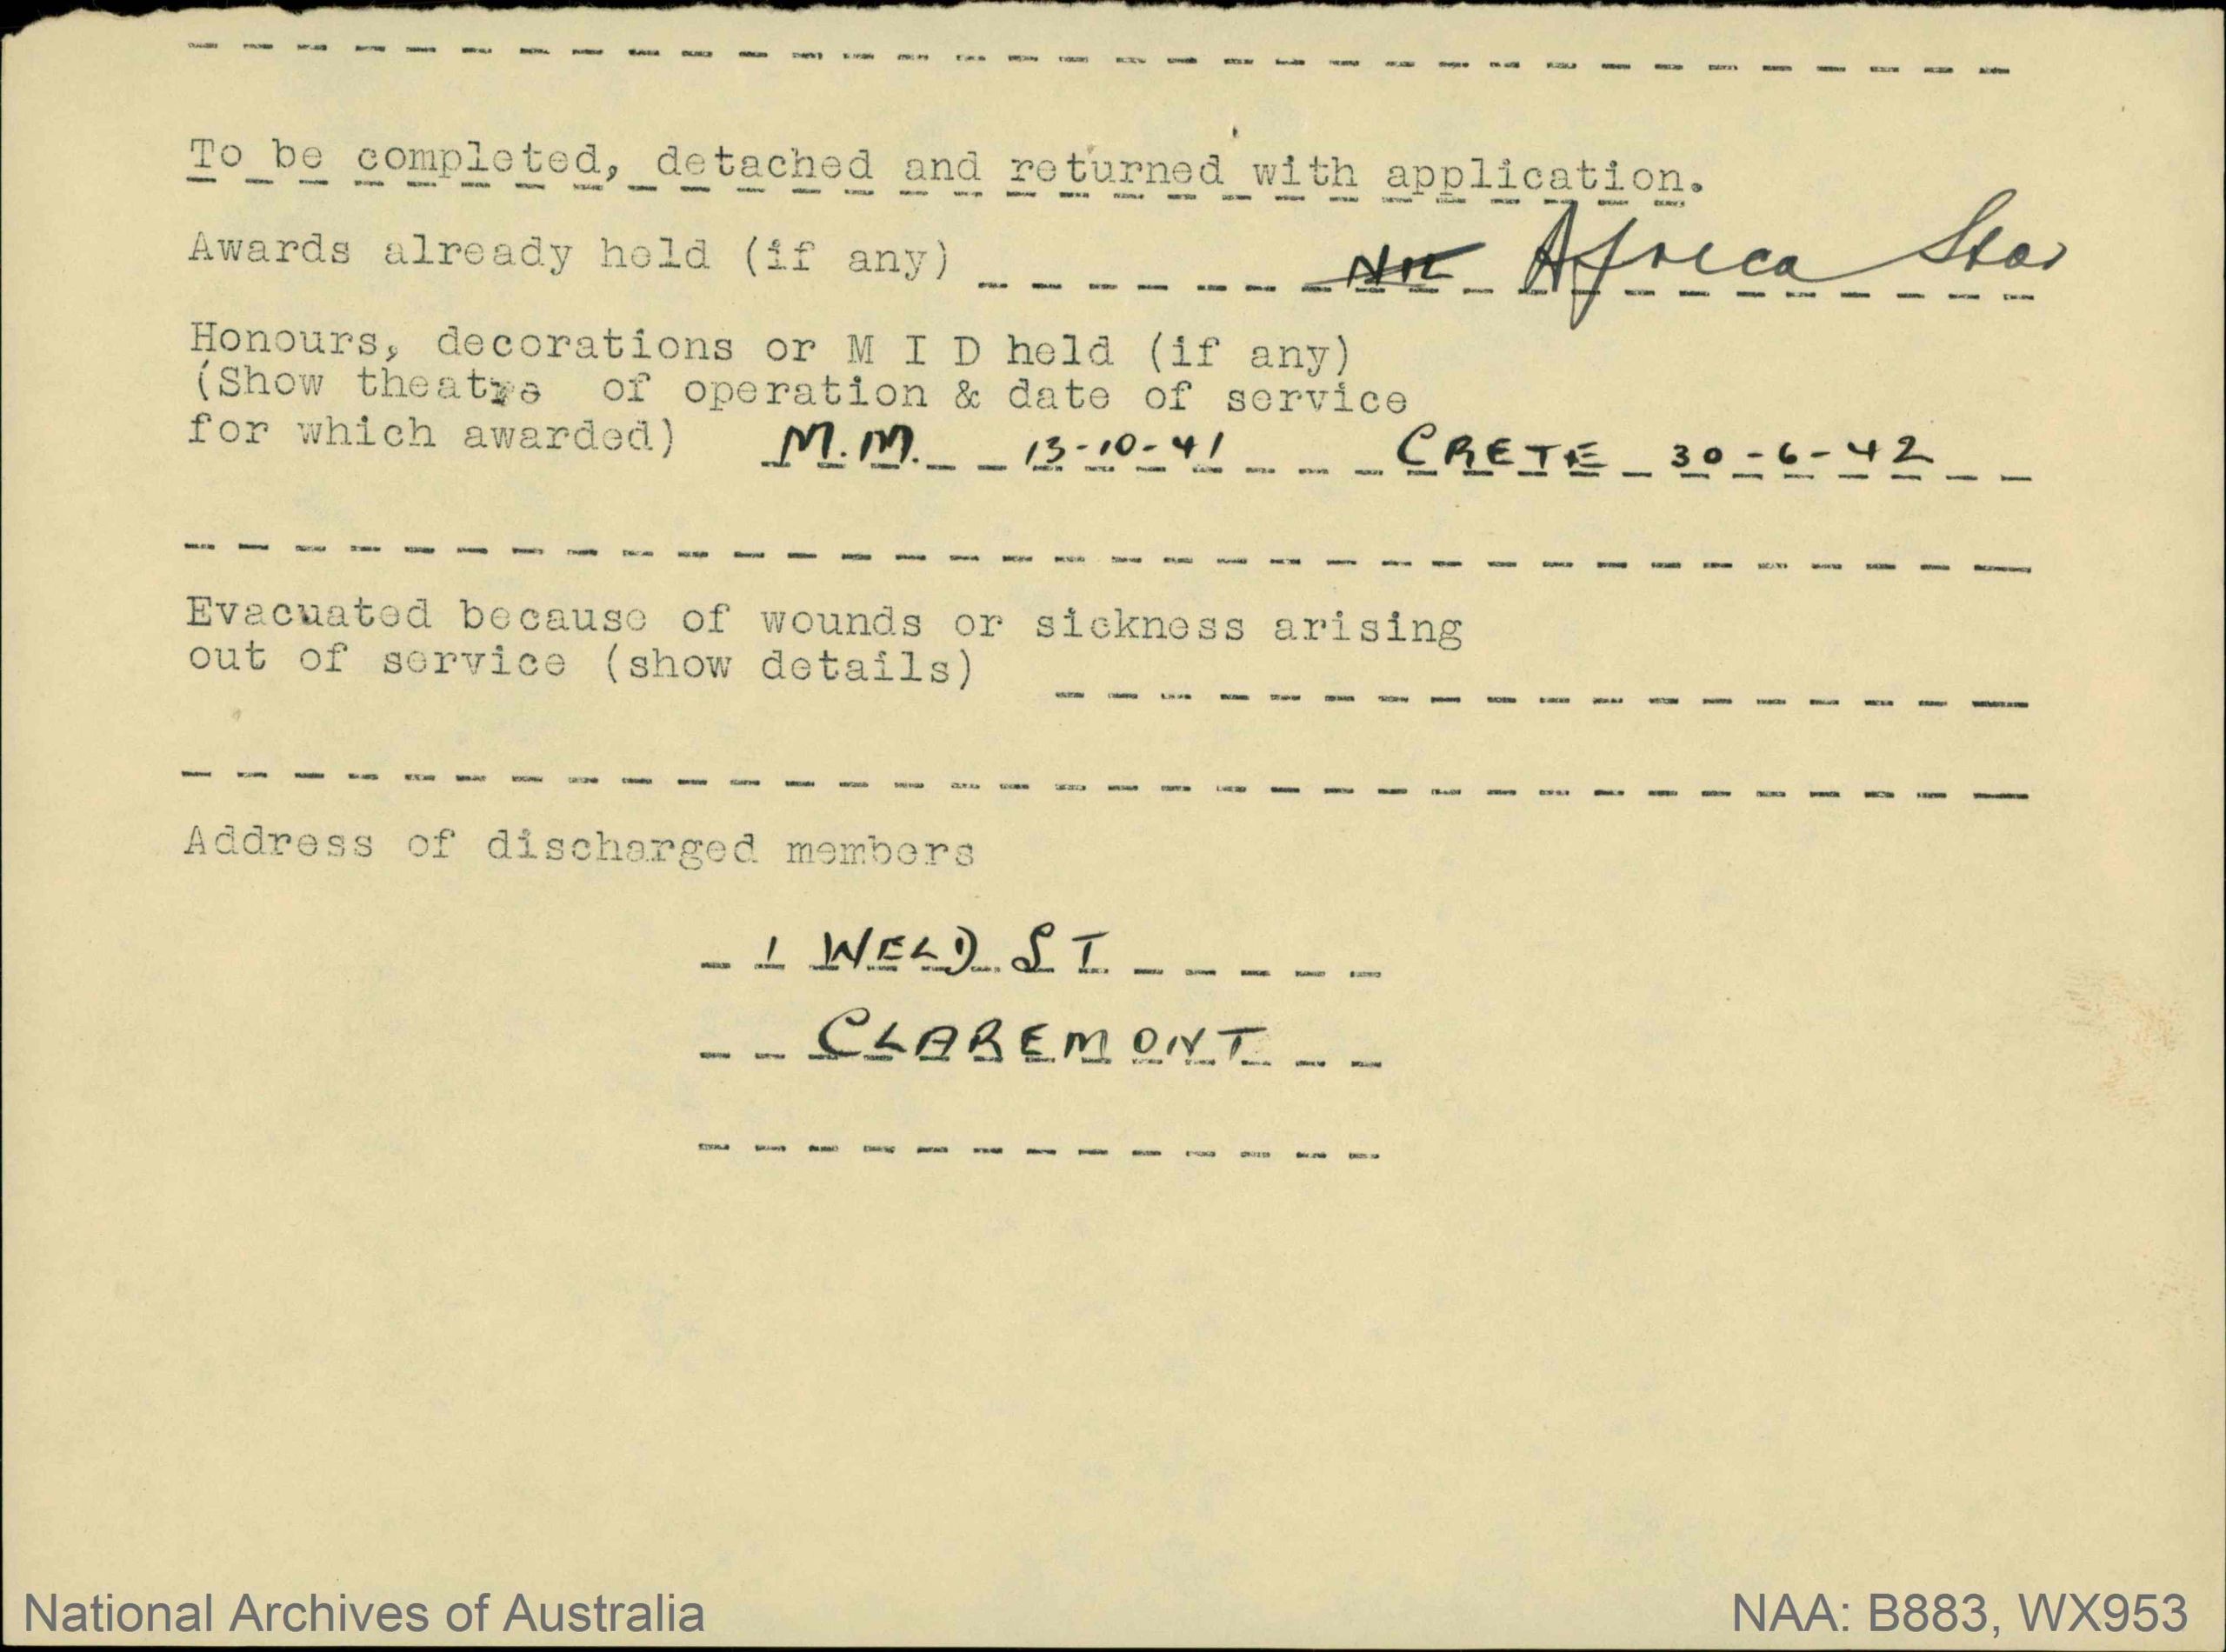 To be completed, detached and returned with application.
Awards already held (if any) Nil Africa Star
Honours, decorations or M I D held (if any)
(Show theatre of operation & date of service
for which awarded) M.M. 13-10-41 CRETE 30-6-42
Evacuated because of wounds or sickness arising
out of service (show details)
Address of discharged members
1 WELD ST
CLAREMONT
National Archives of Australia NAA: B883, WX953